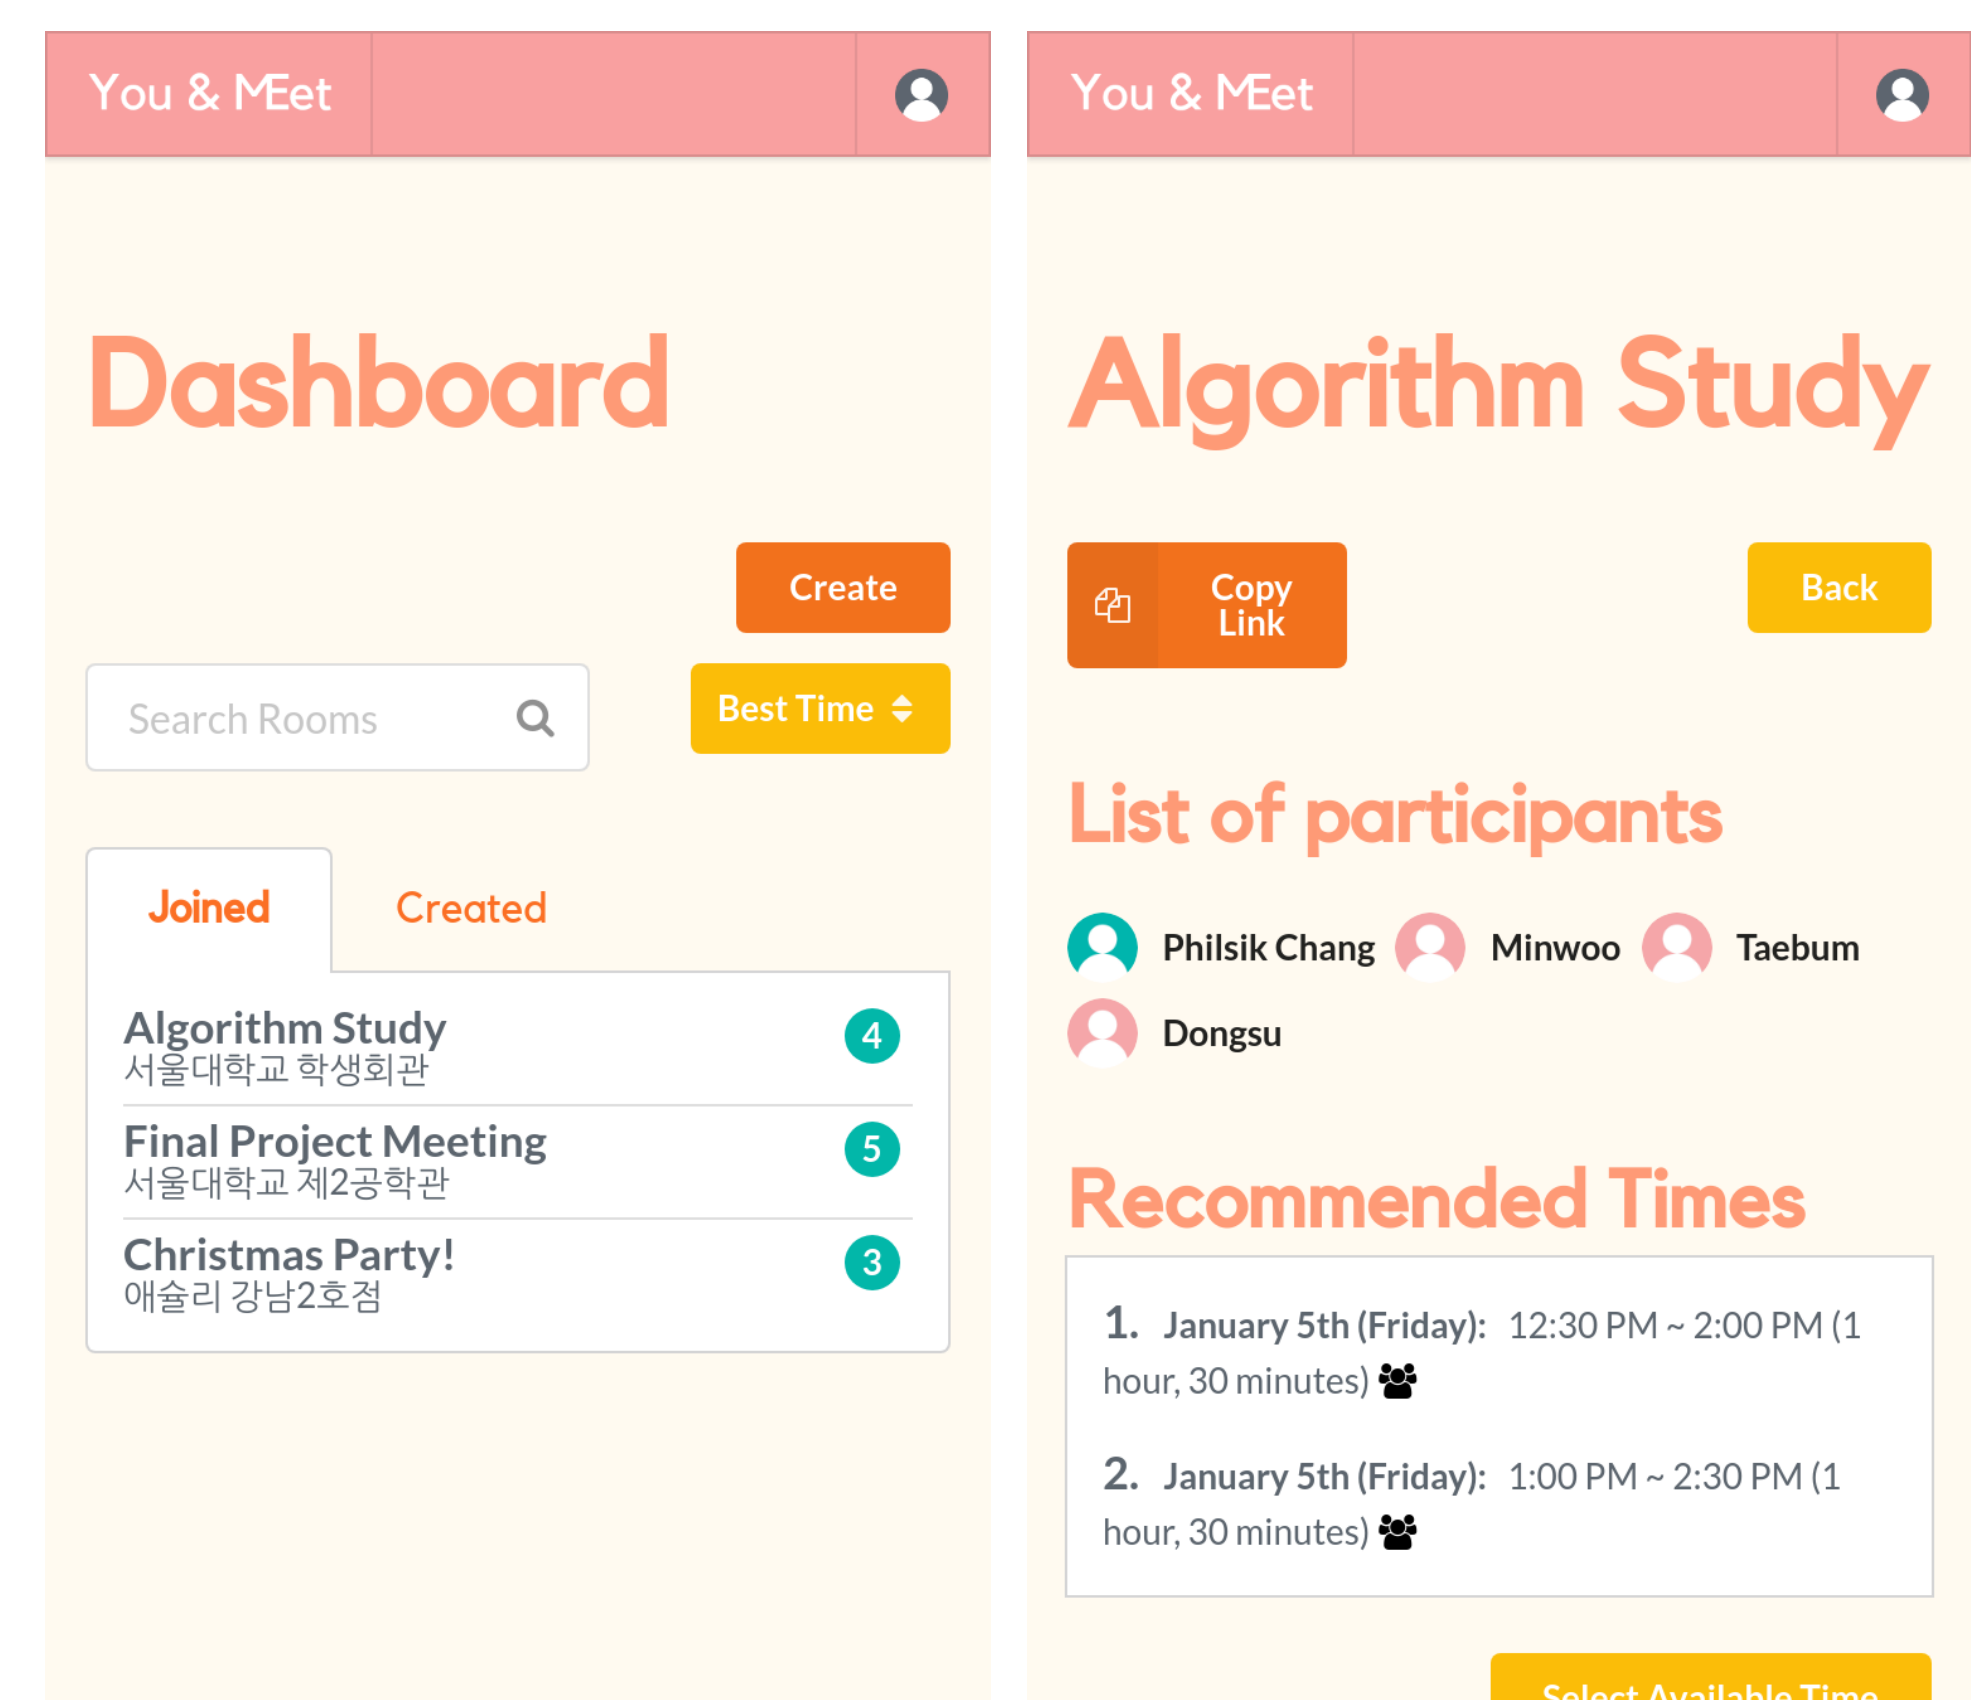 You & MEet
Dashboard
Create
Search Rooms
Best Time
Joined
Created
Algorithm Study
서울대학교 학생회관
4
Final Project Meeting
서울대학교 제2공학관
5
Christmas Party!
애슐리 강남2호점
3
You & MEet
Algorithm Study
Copy
Link
Back
List of participants
Philsik Chang
Minwoo
Taebum
Dongsu
Recommended Times
1. January 5th (Friday): 12:30 PM ~ 2:00 PM (1
hour, 30 minutes)
2. January 5th (Friday): 1:00 PM ~ 2:30 PM (1
hour, 30 minutes)
Select Available Time